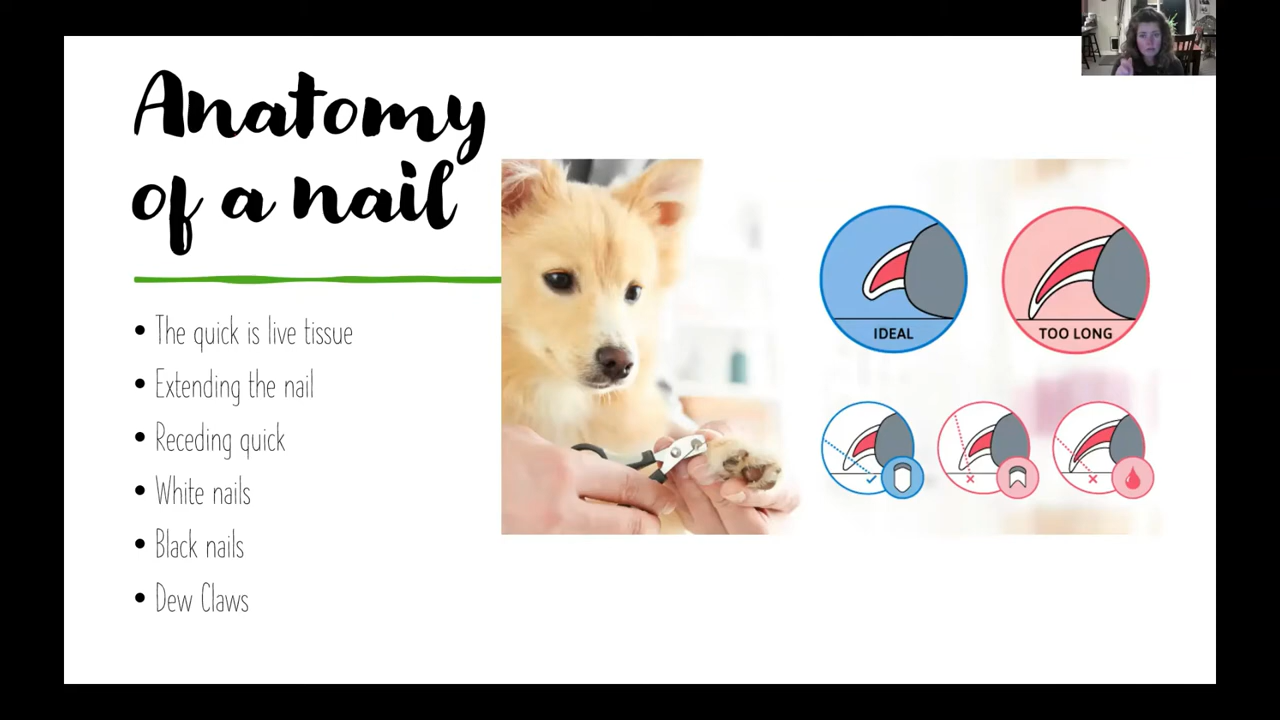 Anatomy
of a nail
• The quick is live tissue
• Extending the nail
• Receding quick
• White nails
• Black nails
• Dew Claws
IDEAL
TOO LONG